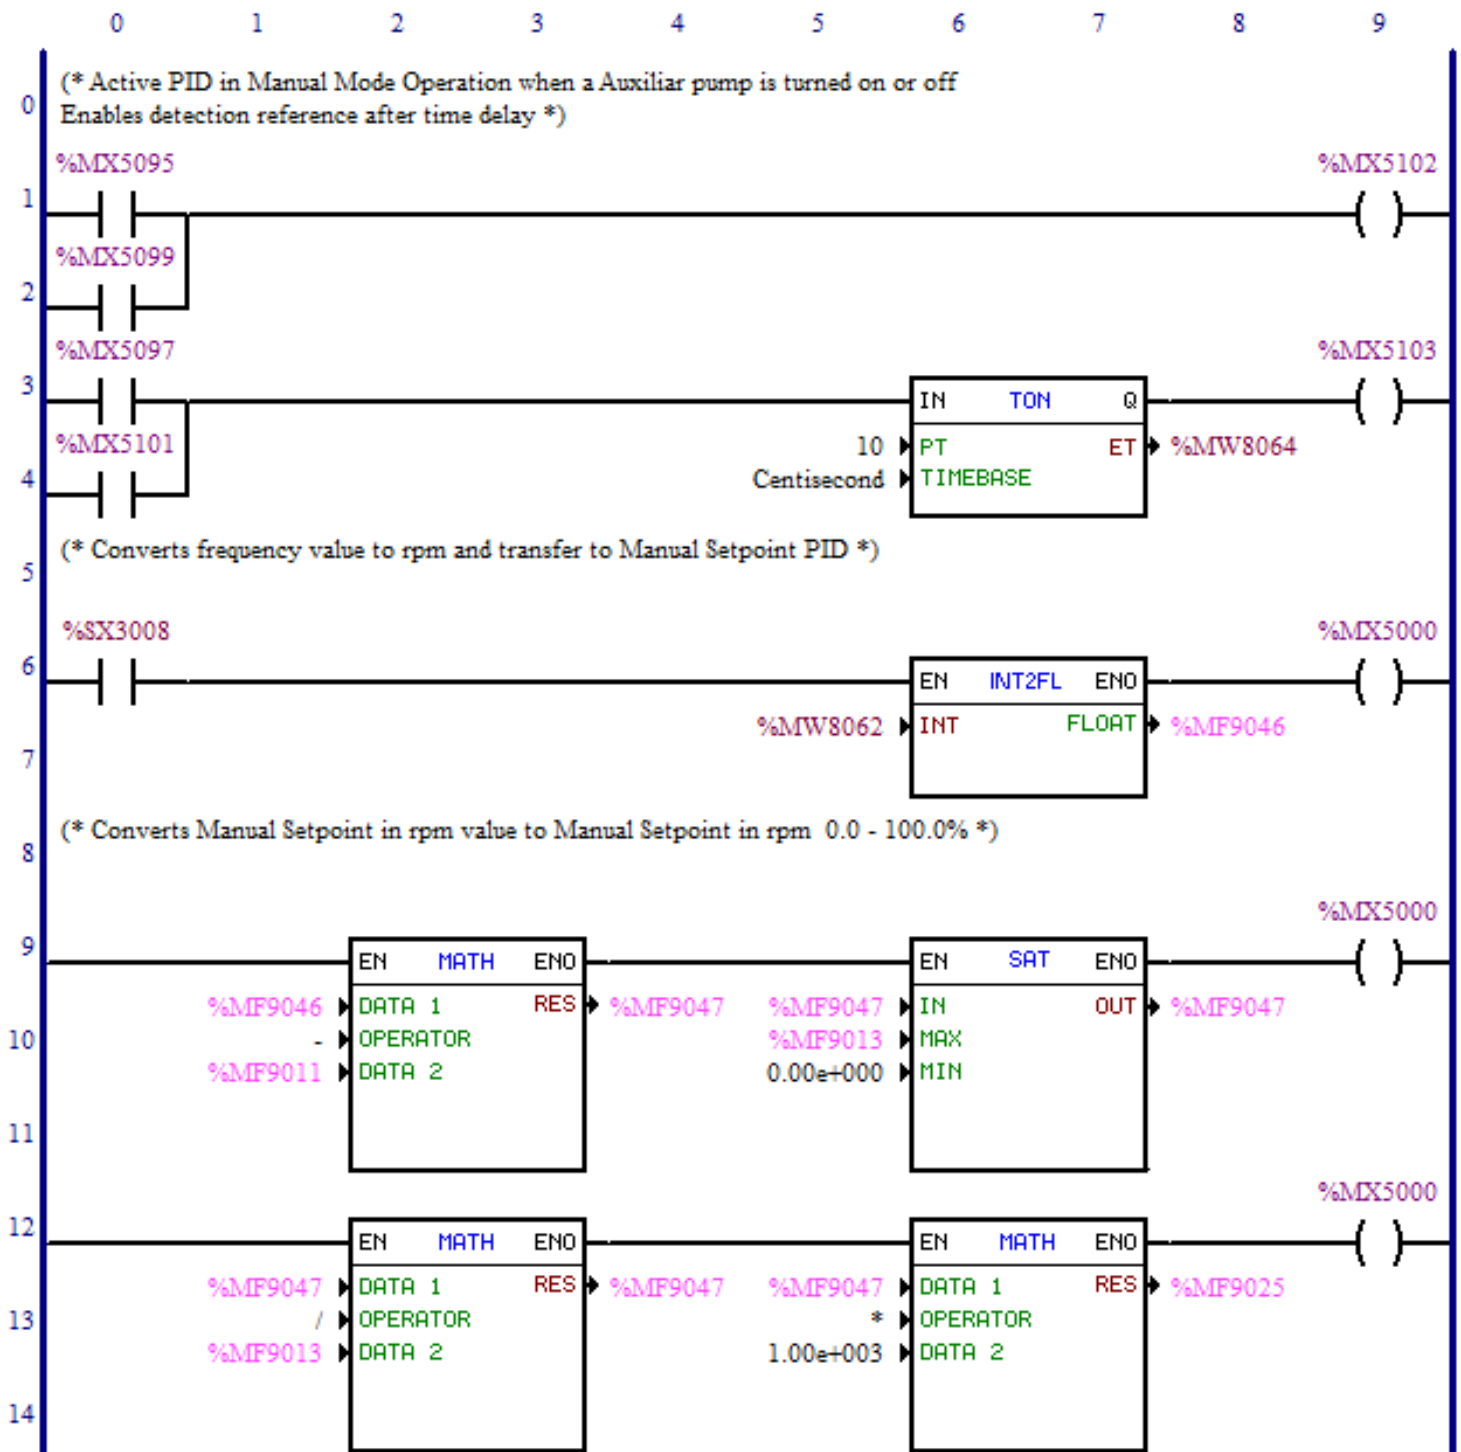 0 1 2 3 4 5 6 7 8 9
(* Active PID in Manual Mode Operation when a Auxiliar pump is turned on or off
0
Enables detection reference after time delay *)
%MX5095 %MX5102
1
%MX5099
2
%MX5097 %MX5103
3 IN TON Q
%MX5101 10 PT ET %MW8064
4 Centisecond TIMEBASE
(* Converts frequency value to rpm and transfer to Manual Setpoint PID *)
5
%SX3008 %MX5000
6 EN INT2FL ENO
%MW8062 INT FLOAT %MF9046
7
(* Converts Manual Setpoint in rpm value to Manual Setpoint in rpm 0.0 - 100.0% *)
8
%MX5000
9 EN MATH ENO EN SAT ENO
%MF9046 DATA 1 RES %MF9047 %MF9047 IN OUT %MF9047
10 - OPERATOR %MF9013 MAX
%MF9011 DATA 2 0.00e+000 MIN
11
%MX5000
12 EN MATH ENO EN MATH ENO
%MF9047 DATA 1 RES %MF9047 %MF9047 DATA 1 RES %MF9025
13 / OPERATOR * OPERATOR
%MF9013 DATA 2 1.00e+003 DATA 2
14